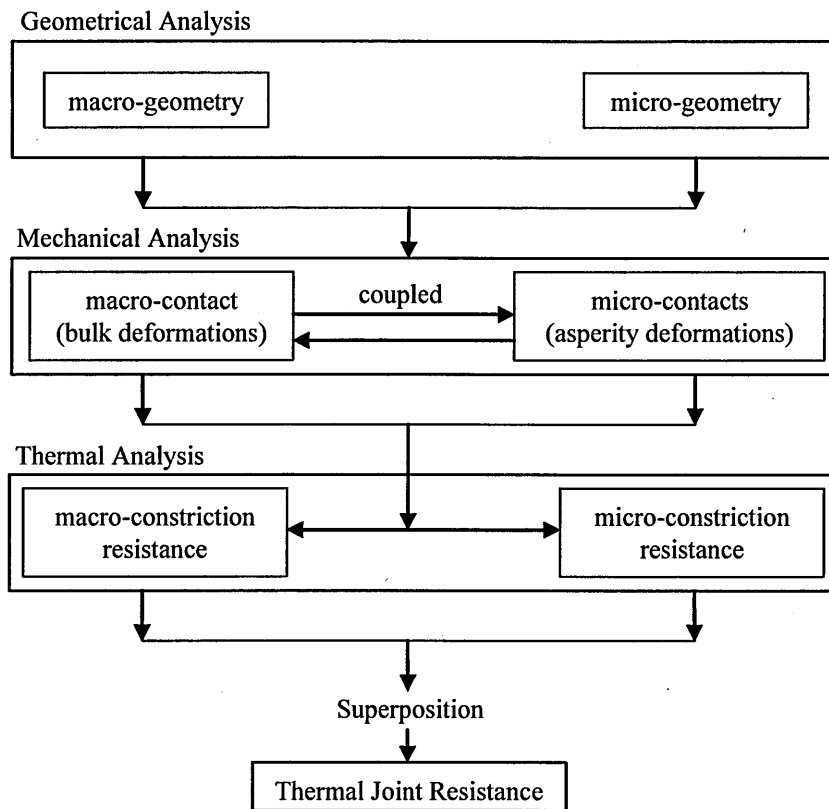 Geometrical Analysis
macro-geometry
micro-geometry
Mechanical Analysis
macro-contact
(bulk deformations)
coupled
micro-contacts
(asperity deformations)
Thermal Analysis
macro-constriction
resistance
micro-constriction
resistance
Superposition
Thermal Joint Resistance